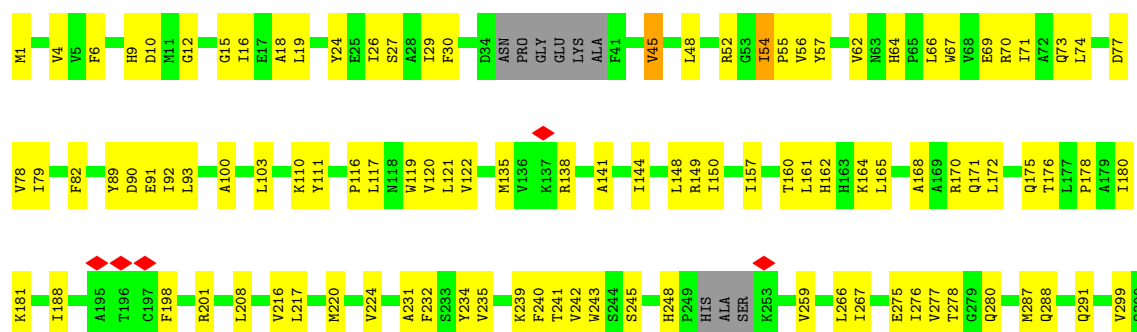 M1 V4 V5 F6 H9 D10 M11 G12 G15 I16 E17 A18 L19 Y24 E25 I26 S27 A28 I29 F30 D34 ASN PRO GLY GLU LYS ALA F41 V45 L48 R52 G53 I54 P55 V56 Y57 V62 N63 H64 P65 L66 W67 V68 E69 R70 I71 A72 Q73 L74 D77
V78 I79 F82 Y89 D90 E91 I92 L93 A100 L103 K110 Y111 P116 L117 N118 W119 V120 L121 V122 M135 V136 K137 R138 A141 I144 L148 R149 I150 I157 T160 L161 H162 H163 K164 L165 A168 A169 R170 Q171 L172 Q175 T176 L177 P178 A179 I180
K181 I188 A195 T196 C197 F198 R201 L208 V216 L217 M220 V224 A231 F232 S233 Y234 V235 K239 F240 T241 V242 W243 S244 S245 H248 P249 HIS ALA SER K253 V259 L266 I267 E275 I276 V277 T278 G279 Q280 M287 Q288 Q291 V299